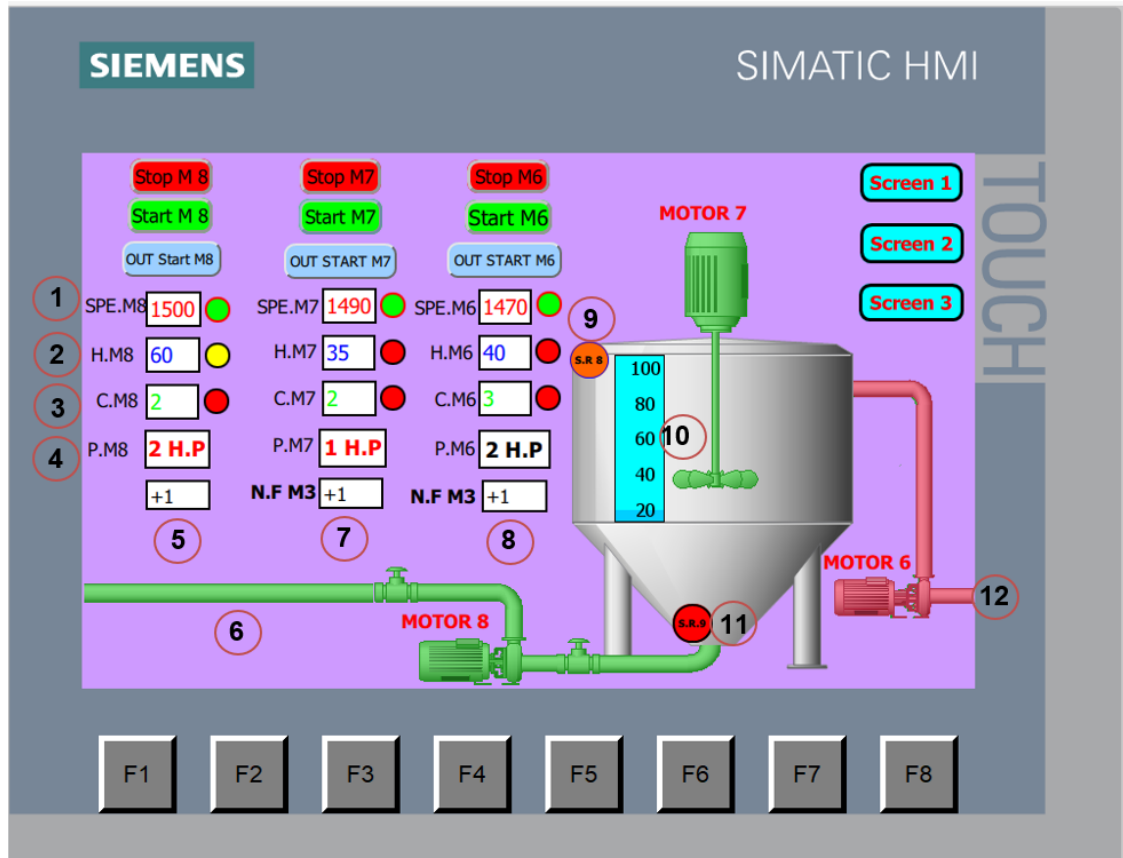 SIEMENS
SIMATIC HMI
TOUCH
Stop M 8
Stop M7
Stop M6
Screen 1
Start M 8
Start M7
Start M6
MOTOR 7
OUT Start M8
OUT START M7
OUT START M6
Screen 2
1
SPE.M8 1500
SPE.M7 1490
SPE.M6 1470
Screen 3
9
2
H.M8 60
H.M7 35
H.M6 40
S.R 8
100
3
C.M8 2
C.M7 2
C.M6 3
80
4
P.M8 2 H.P
P.M7 1 H.P
P.M6 2 H.P
60
10
40
+1
N.F M3 +1
N.F M3 +1
20
5
7
8
MOTOR 6
12
6
MOTOR 8
S.R.9
11
F1
F2
F3
F4
F5
F6
F7
F8